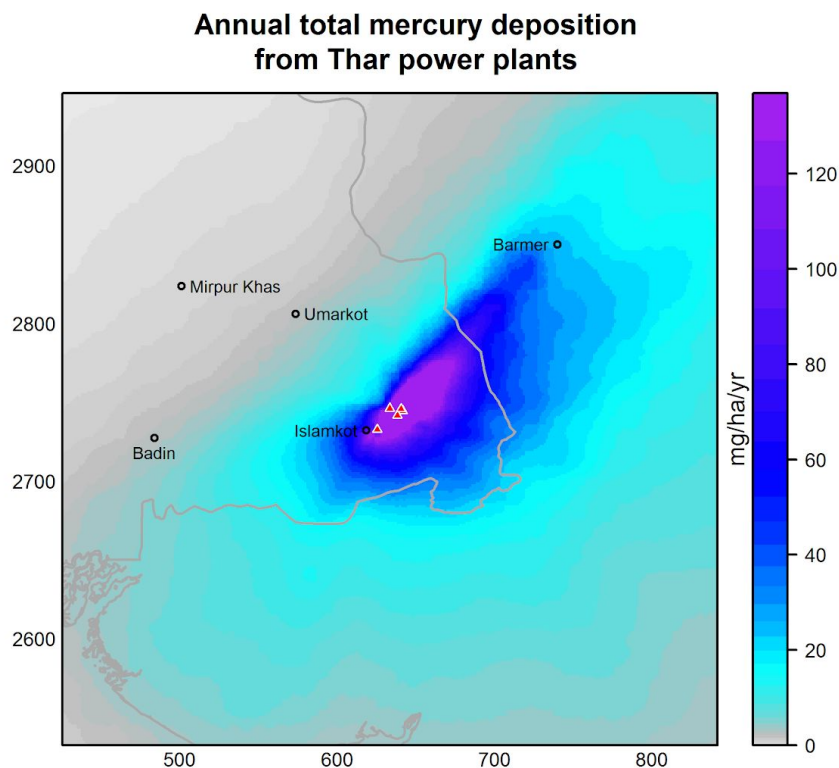 Annual total mercury deposition
from Thar power plants
2900
2800
2700
2600
500
600
700
800
Barmer
Mirpur Khas
Umarkot
Islamkot
Badin
120
100
80
60
40
20
0
mg/ha/yr